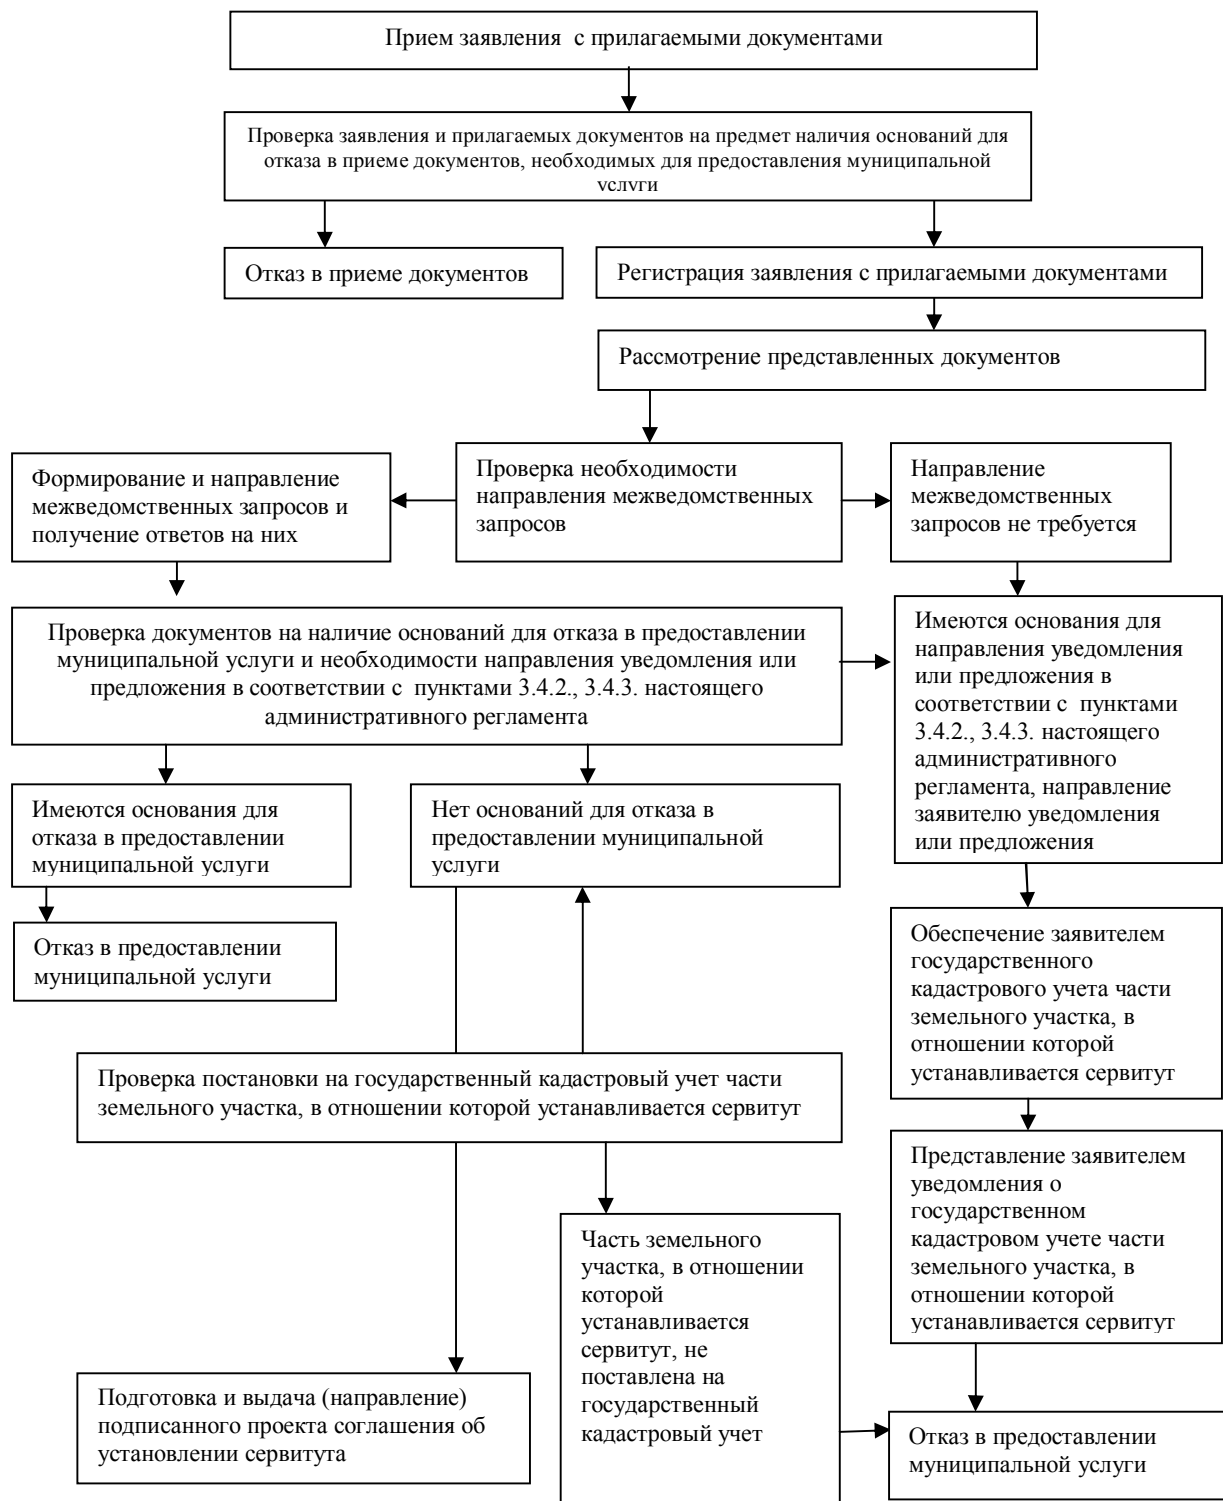 Прием заявления с прилагаемыми документами
Проверка заявления и прилагаемых документов на предмет наличия оснований для
отказа в приеме документов, необходимых для предоставления муниципальной
услуги
Отказ в приеме документов
Регистрация заявления с прилагаемыми документами
Рассмотрение представленных документов
Формирование и направление
межведомственных запросов и
получение ответов на них
Проверка необходимости
направления межведомственных
запросов
Направление
межведомственных
запросов не требуется
Проверка документов на наличие оснований для отказа в предоставлении
муниципальной услуги и необходимости направления уведомления или
предложения в соответствии с пунктами 3.4.2., 3.4.3. настоящего
административного регламента
Имеются основания для
направления уведомления
или предложения в
соответствии с пунктами
3.4.2., 3.4.3. настоящего
административного
регламента, направление
заявителю уведомления
или предложения
Имеются основания для
отказа в предоставлении
муниципальной услуги
Нет оснований для отказа в
предоставлении муниципальной
услуги
Отказ в предоставлении
муниципальной услуги
Обеспечение заявителем
государственного
кадастрового учета части
земельного участка, в
отношении которой
устанавливается сервитут
Проверка постановки на государственный кадастровый учет части
земельного участка, в отношении которой устанавливается сервитут
Представление заявителем
уведомления о
государственном
кадастровом учете части
земельного участка, в
отношении которой
устанавливается сервитут
Часть земельного
участка, в отношении
которой
устанавливается
сервитут, не
поставлена на
государственный
кадастровый учет
Подготовка и выдача (направление)
подписанного проекта соглашения об
установлении сервитута
Отказ в предоставлении
муниципальной услуги